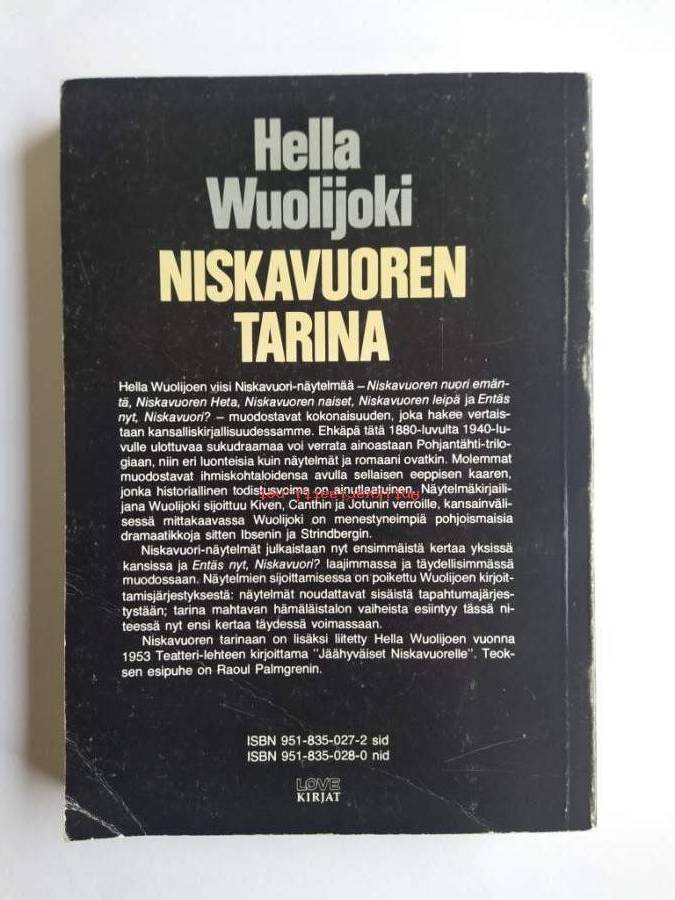 Hella
Wuolijoki
NISKAVUOREN
TARINA
Hella Wuolijoen viisi Niskavuori-näytelmää – Niskavuoren nuori emän-
tä, Niskavuoren Heta, Niskavuoren naiset, Niskavuoren leipä ja Entäs
nyt, Niskavuori? – muodostavat kokonaisuuden, joka hakee vertais-
taan kansalliskirjallisuudessamme. Ehkäpä tätä 1880-luvulta 1940-lu-
vulle ulottuvaa sukudraamaa voi verrata ainoastaan Pohjantähti-trilo-
giaan, niin eri luonteisia kuin näytelmät ja romaani ovatkin. Molemmat
muodostavat ihmiskohtaloidensa avulla sellaisen eeppisen kaaren,
jonka historiallinen todistusvoima on ainutlaatuinen. Näytelmäkirjaili-
jana Wuolijoki sijoittuu Kiven, Canthin ja Jotunin verroille, kansainväli-
sessä mittakaavassa Wuolijoki on menestyneimpiä pohjoismaisia
dramaatikkoja sitten Ibsenin ja Strindbergin.
Niskavuori-näytelmät julkaistaan nyt ensimmäistä kertaa yksissä
kansissa ja Entäs nyt, Niskavuori? laajimmassa ja täydellisimmässä
muodossaan. Näytelmien sijoittamisessa on poikettu Wuolijoen kirjoit-
tamisjärjestyksestä: näytelmät noudattavat sisäistä tapahtumajärjes-
tystään; tarina mahtavan hämäläistalon vaiheista esiintyy tässä ni-
teessä nyt ensi kertaa täydessä voimassaan.
Niskavuoren tarinaan on lisäksi liitetty Hella Wuolijoen vuonna
1953 Teatteri-lehteen kirjoittama "Jäähyväiset Niskavuorelle". Teok-
sen esipuhe on Raoul Palmgrenin.
ISBN 951-835-027-2 sid
ISBN 951-835-028-0 nid
LOVE
KIRJAT